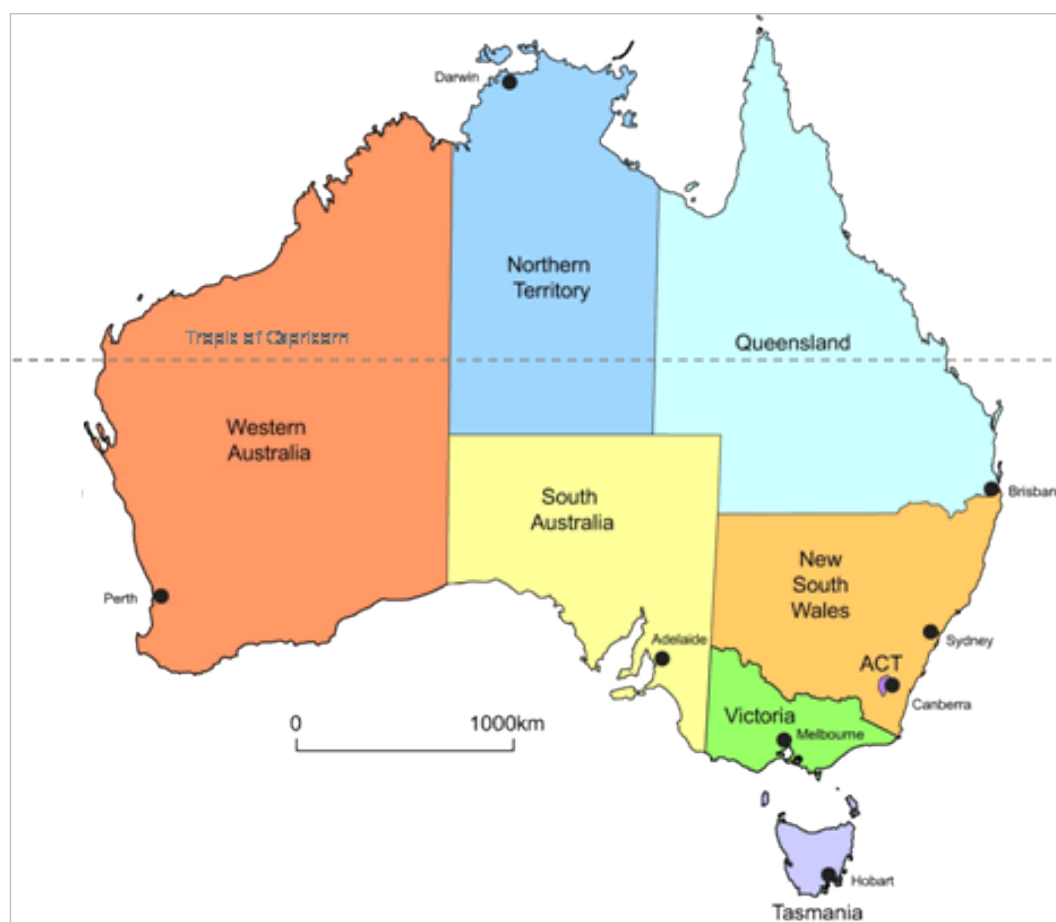 Darwin
Northern
Territory
Tropic of Capricorn
Queensland
Western
Australia
South
Australia
Brisban
New
South
Wales
Perth
Adelaide
Sydney
ACT
Canberra
Victoria
Melbourne
0 1000km
Hobart
Tasmania